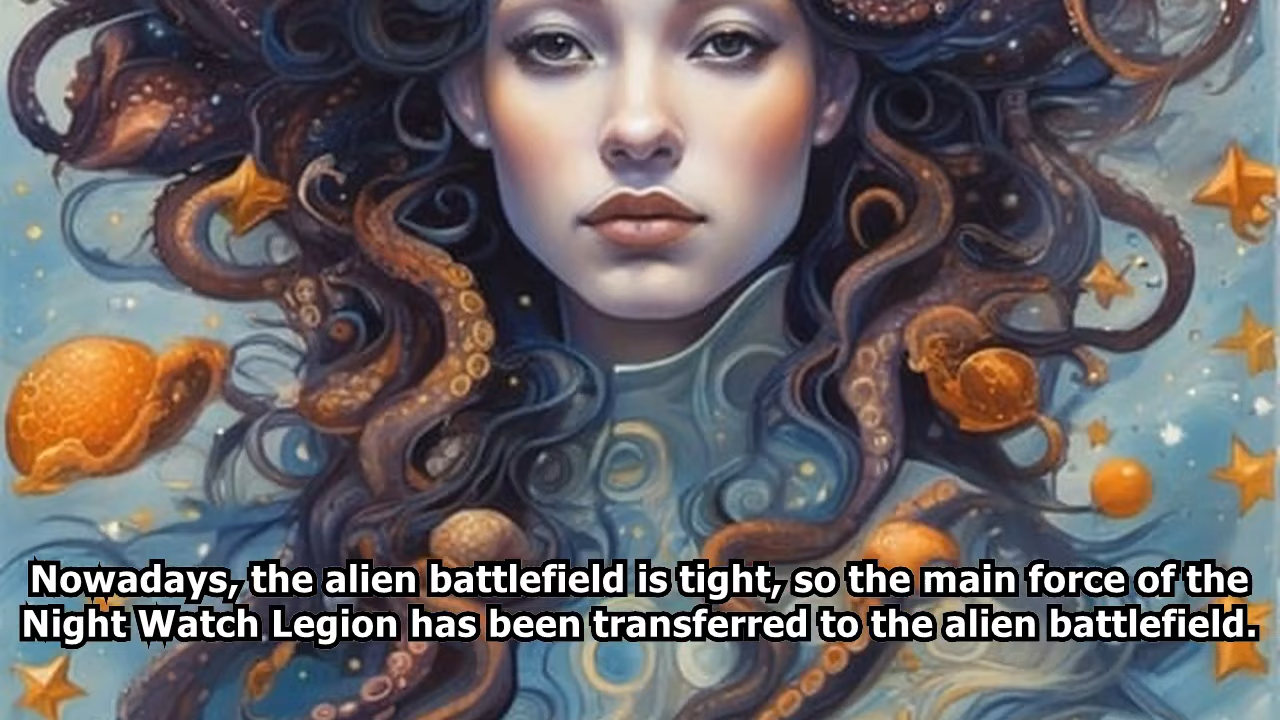 Nowadays, the alien battlefield is tight, so the main force of the
Night Watch Legion has been transferred to the alien battlefield.